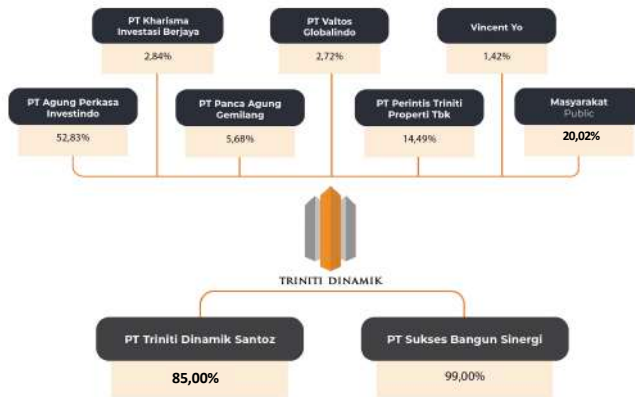 PT Kharisma
Investasi Berjaya
2,84%
PT Valtos
Globalindo
2,72%
Vincent Yo
1,42%
PT Agung Perkasa
Investindo
52,83%
PT Panca Agung
Gemilang
5,68%
PT Perintis Triniti
Properti Tbk
14,49%
Masyarakat
Public
20,02%
TRINITI DINAMIK
PT Triniti Dinamik Santoz
85,00%
PT Sukses Bangun Sinergi
99,00%